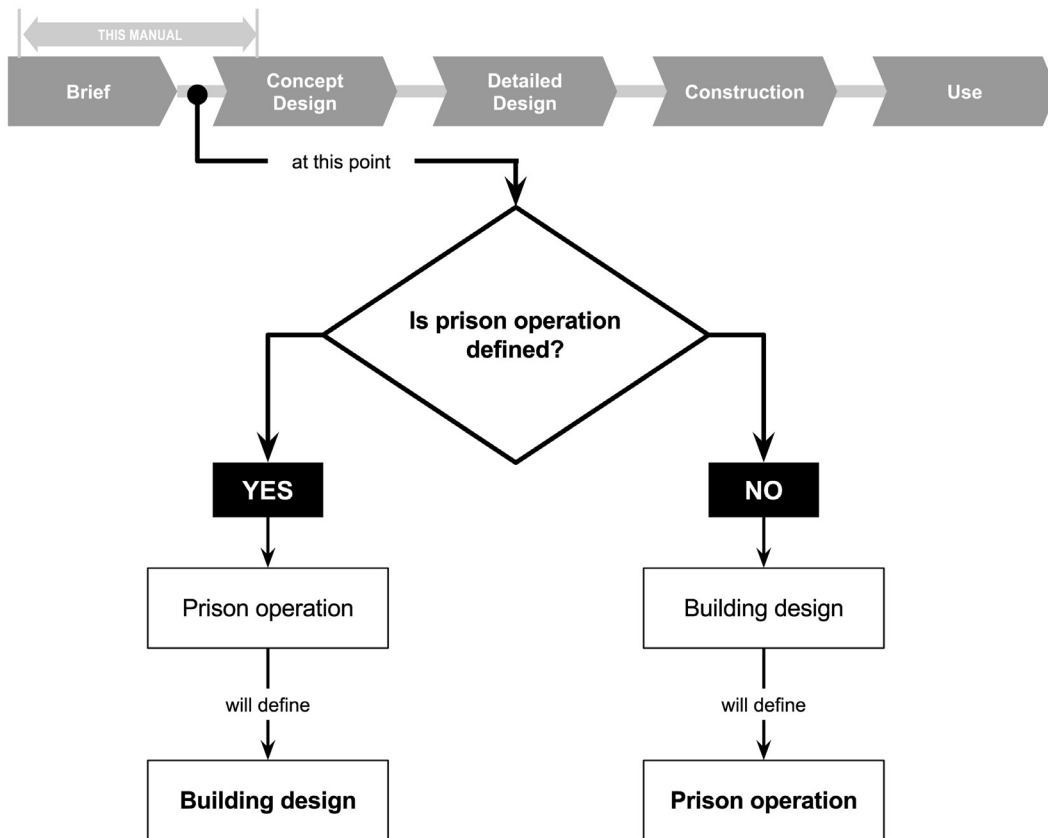 THIS MANUAL
Brief
Concept
Design
Detailed
Design
Construction
Use
at this point
Is prison operation
defined?
YES
NO
Prison operation
Building design
will define
will define
Building design
Prison operation